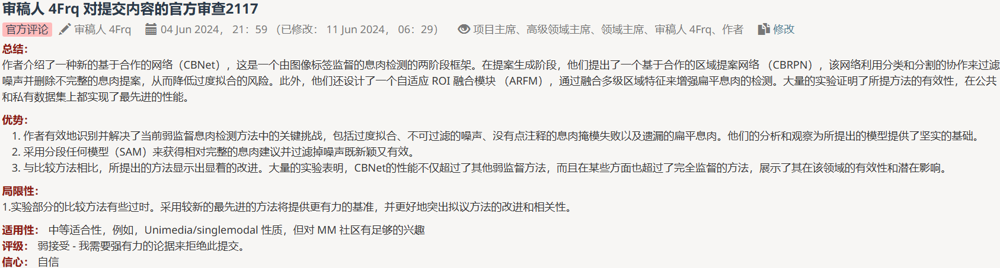 审稿人 4Frq 对提交内容的官方审查2117
官方评论 审稿人 4Frq 04 Jun 2024， 21：59 （已修改： 11 Jun 2024， 06：29） 项目主席、高级领域主席、领域主席、审稿人 4Frq、作者 修改
总结：
作者介绍了一种新的基于合作的网络（CBNet），这是一个由图像标签监督的息肉检测的两阶段框架。在提案生成阶段，他们提出了一个基于合作的区域提案网络 （CBRPN），该网络利用分类和分割的协作来过滤
噪声并删除不完整的息肉提案，从而降低过度拟合的风险。此外，他们还设计了一个自适应 ROI 融合模块 （ARFM），通过融合多级区域特征来增强扁平息肉的检测。大量的实验证明了所提方法的有效性，在公共
和私有数据集上都实现了最先进的性能。
优势：
1. 作者有效地识别并解决了当前弱监督息肉检测方法中的关键挑战，包括过度拟合、不可过滤的噪声、没有点注释的息肉掩模失败以及遗漏的扁平息肉。他们的分析和观察为所提出的模型提供了坚实的基础。
2. 采用分段任何模型（SAM）来获得相对完整的息肉建议并过滤掉噪声既新颖又有效。
3. 与比较方法相比，所提出的方法显示出显着的改进。大量的实验表明，CBNet的性能不仅超过了其他弱监督方法，而且在某些方面也超过了完全监督的方法，展示了其在该领域的有效性和潜在影响。
局限性：
1.实验部分的比较方法有些过时。采用较新的最先进的方法将提供更有力的基准，并更好地突出拟议方法的改进和相关性。
适用性： 中等适合性，例如，Unimedia/singlemodal 性质，但对 MM 社区有足够的兴趣
评级： 弱接受 - 我需要强有力的论据来拒绝此提交。
信心： 自信